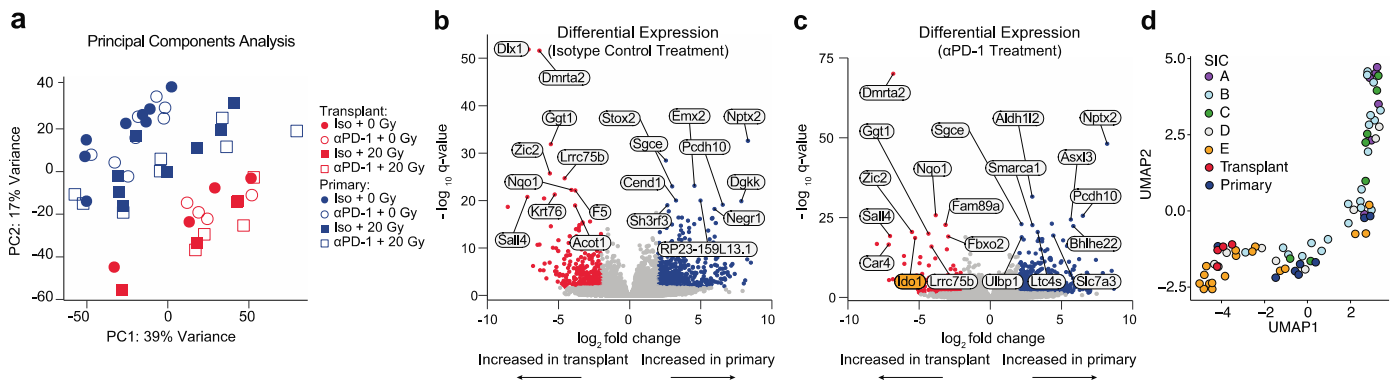 a
Principal Components Analysis
40
20
0
−20
−40
−60
PC2: 17% Variance
−50
0
50
PC1: 39% Variance
Transplant:
Iso + 0 Gy
αPD-1 + 0 Gy
Iso + 20 Gy
αPD-1 + 20 Gy
Primary:
Iso + 0 Gy
αPD-1 + 0 Gy
Iso + 20 Gy
αPD-1 + 20 Gy
b
Differential Expression
(Isotype Control Treatment)
Dlx1
Dmrta2
Ggt1
Stox2
Emx2
Nptx2
Zic2
Lrrc75b
Sgce
Pcdh10
Nqo1
Cend1
Dgkk
Krt76
F5
Sh3rf3
Negr1
Sall4
Acot1
RP23-159L13.1
50
40
30
20
10
0
−log10 q-value
−10
−5
0
5
10
log2 fold change
Increased in transplant
Increased in primary
c
Differential Expression
(αPD-1 Treatment)
Dmrta2
Ggt1
Sgce
Aldh1l2
Nptx2
Zic2
Nqo1
Smarca1
Asxl3
Sall4
Fam89a
Pcdh10
Car4
Fbxo2
Bhlhe22
Ido1
Lrrc75b
Ulbp1
Ltc4s
Slc7a3
75
50
25
0
−log10 q-value
−10
−5
0
5
10
log2 fold change
Increased in transplant
Increased in primary
d
SIC
A
B
C
D
E
Transplant
Primary
5.0
2.5
0.0
−2.5
UMAP2
−4
−2
0
2
UMAP1